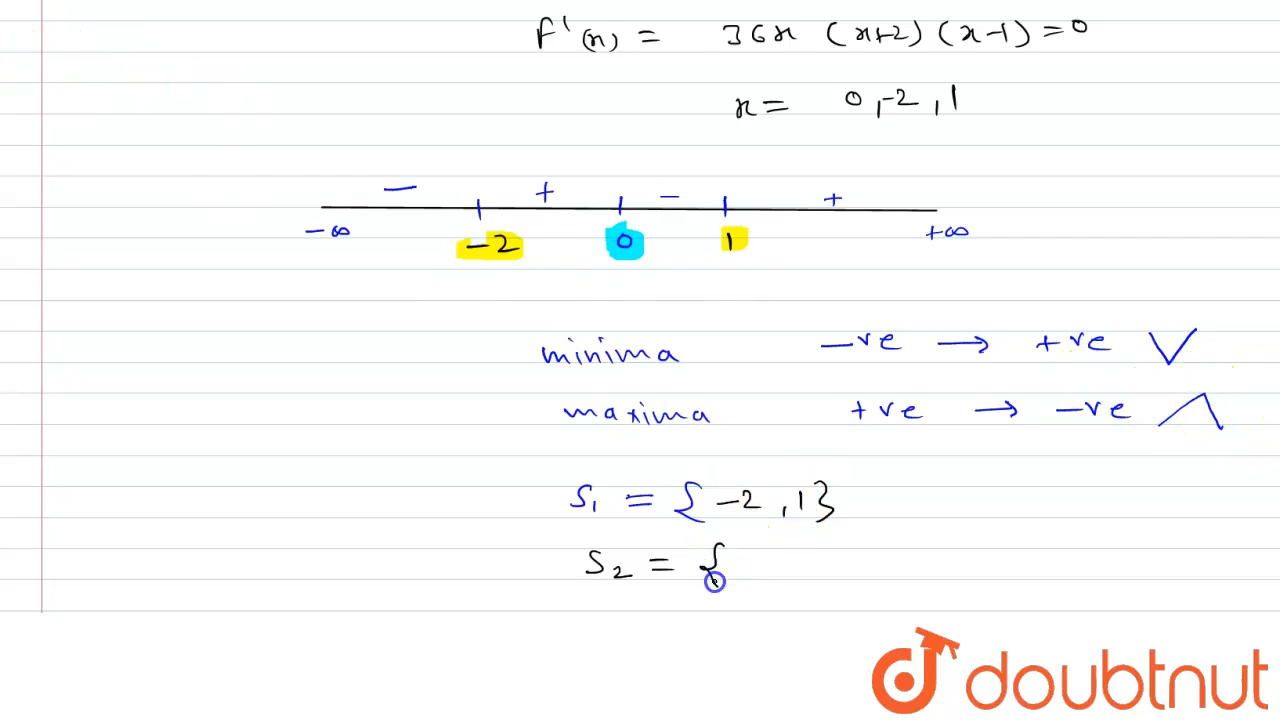 F'(x) = 36x (x+2) (x-1) = 0
x = 0, -2, 1
- + - +
-∞ -2 0 1 +∞
minima -ve → +ve
maxima +ve → -ve
S₁ = { -2, 1 }
S₂ = {
doubtnut